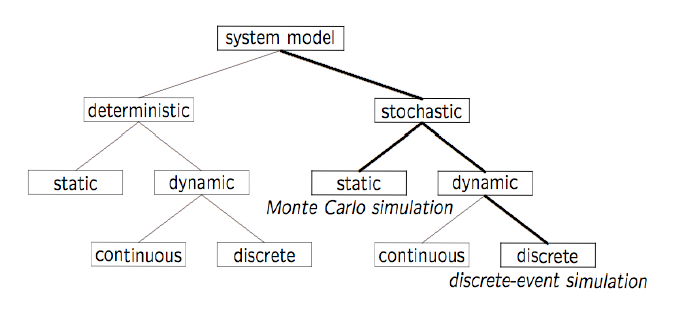 system model
deterministic
stochastic
static
dynamic
static
dynamic
Monte Carlo simulation
continuous
discrete
continuous
discrete
discrete-event simulation